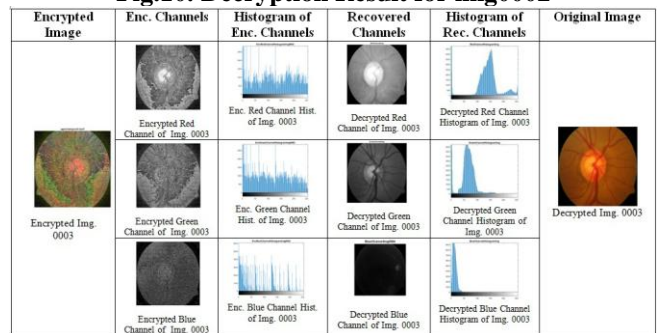 Fig.10. Decryption Result for img0002
Encrypted Image
Enc. Channels
Histogram of Enc. Channels
Recovered Channels
Histogram of Rec. Channels
Original Image
Encrypted Img. 0003
Encrypted Red
Channel of Img. 0003
Enc. Red Channel Hist.
of Img. 0003
Decrypted Red
Channel of Img. 0003
Decrypted Red Channel
Histogram of Img.
0003
Encrypted Green
Channel of Img. 0003
Enc. Green Channel
Hist. of Img. 0003
Decrypted Green
Channel of Img. 0003
Decrypted Green
Channel Histogram of
Img. 0003
Decrypted Img. 0003
Encrypted Blue
Channel of Img. 0003
Enc. Blue Channel Hist.
of Img. 0003
Decrypted Blue
Channel of Img. 0003
Decrypted Blue Channel
Histogram of Img. 0003